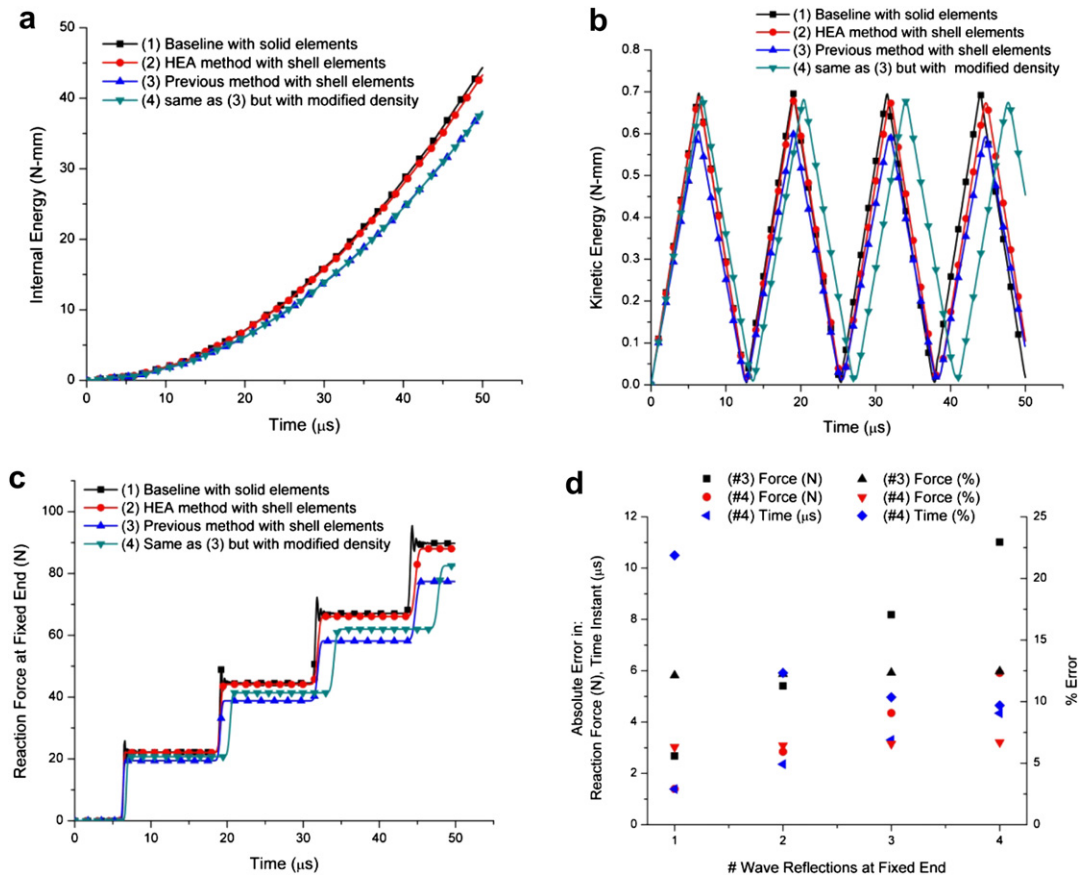 a
(1) Baseline with solid elements
(2) HEA method with shell elements
(3) Previous method with shell elements
(4) same as (3) but with modified density
Internal Energy (N-mm)
50
40
30
20
10
0
0 10 20 30 40 50
Time (μs)
b
(1) Baseline with solid elements
(2) HEA method with shell elements
(3) Previous method with shell elements
(4) same as (3) but with modified density
Kinetic Energy (N-mm)
0.8
0.7
0.6
0.5
0.4
0.3
0.2
0.1
0.0
0 10 20 30 40 50
Time (μs)
c
(1) Baseline with solid elements
(2) HEA method with shell elements
(3) Previous method with shell elements
(4) Same as (3) but with modified density
Reaction Force at Fixed End (N)
100
80
60
40
20
0
0 10 20 30 40 50
Time (μs)
d
(#3) Force (N) (#3) Force (%)
(#4) Force (N) (#4) Force (%)
(#4) Time (μs) (#4) Time (%)
Absolute Error in:
Reaction Force (N), Time Instant (μs)
12
11
10
9
8
7
6
5
4
3
2
1
0
25
20
15
10
5
0
% Error
1 2 3 4
# Wave Reflections at Fixed End